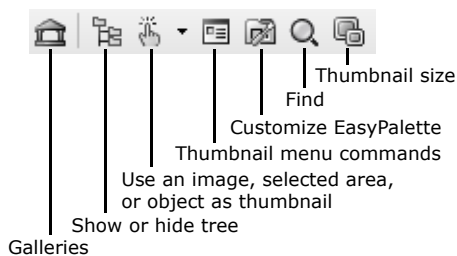 Thumbnail size
Find
Customize EasyPalette
Thumbnail menu commands
Use an image, selected area,
or object as thumbnail
Show or hide tree
Galleries